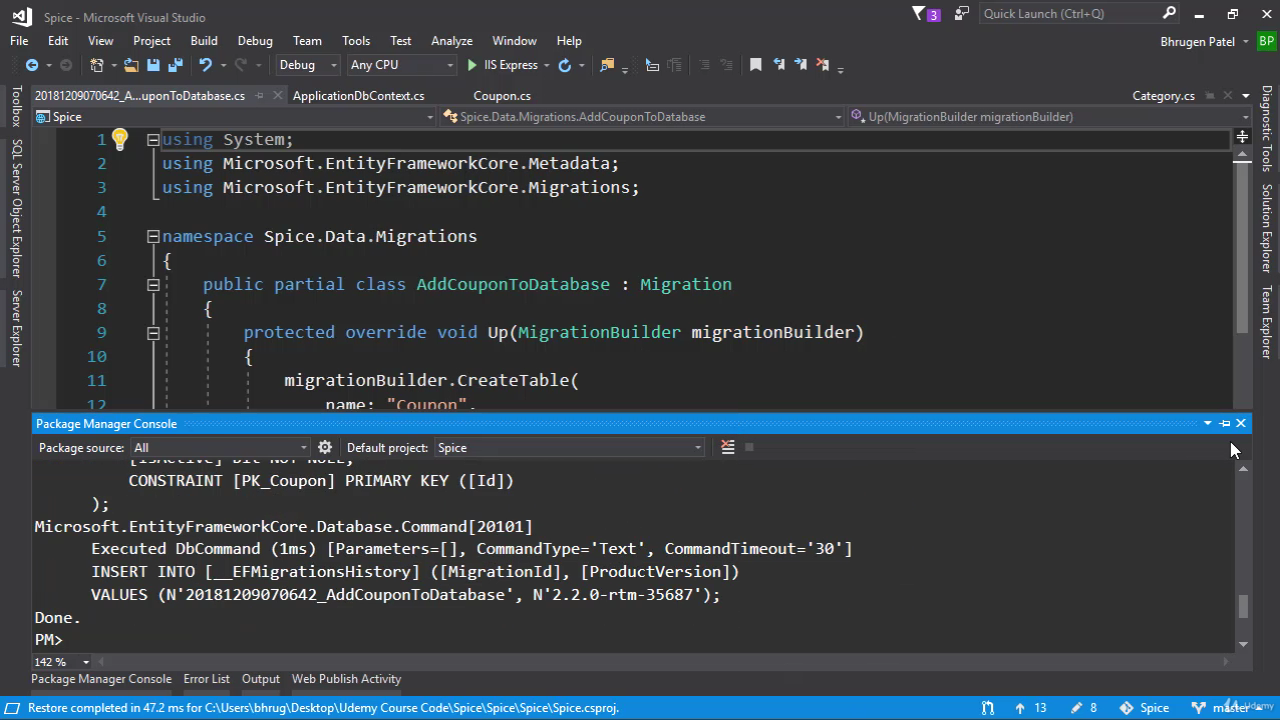 Spice - Microsoft Visual Studio
3
Quick Launch (Ctrl+Q)
File Edit View Project Build Debug Team Tools Test Analyze Window Help
Bhrugen Patel BP
Debug Any CPU IIS Express
20181209070642_A...uponToDatabase.cs ApplicationDbContext.cs Coupon.cs Category.cs
Spice Spice.Data.Migrations.AddCouponToDatabase Up(MigrationBuilder migrationBuilder)
Toolbox
SQL Server Object Explorer
Server Explorer
1 using System;
2 using Microsoft.EntityFrameworkCore.Metadata;
3 using Microsoft.EntityFrameworkCore.Migrations;
4
5 namespace Spice.Data.Migrations
6 {
7 public partial class AddCouponToDatabase : Migration
8 {
9 protected override void Up(MigrationBuilder migrationBuilder)
10 {
11 migrationBuilder.CreateTable(
12 name: "Coupon",
Diagnostic Tools
Solution Explorer
Team Explorer
Package Manager Console
Package source: All Default project: Spice
[IsActive] bit NOT NULL,
CONSTRAINT [PK_Coupon] PRIMARY KEY ([Id])
);
Microsoft.EntityFrameworkCore.Database.Command[20101]
Executed DbCommand (1ms) [Parameters=[], CommandType='Text', CommandTimeout='30']
INSERT INTO [__EFMigrationsHistory] ([MigrationId], [ProductVersion])
VALUES (N'20181209070642_AddCouponToDatabase', N'2.2.0-rtm-35687');
Done.
PM>
142 %
Package Manager Console Error List Output Web Publish Activity
Restore completed in 47.2 ms for C:\Users\bhrug\Desktop\Udemy Course Code\Spice\Spice\Spice\Spice.csproj. 13 8 Spice master
Udemy